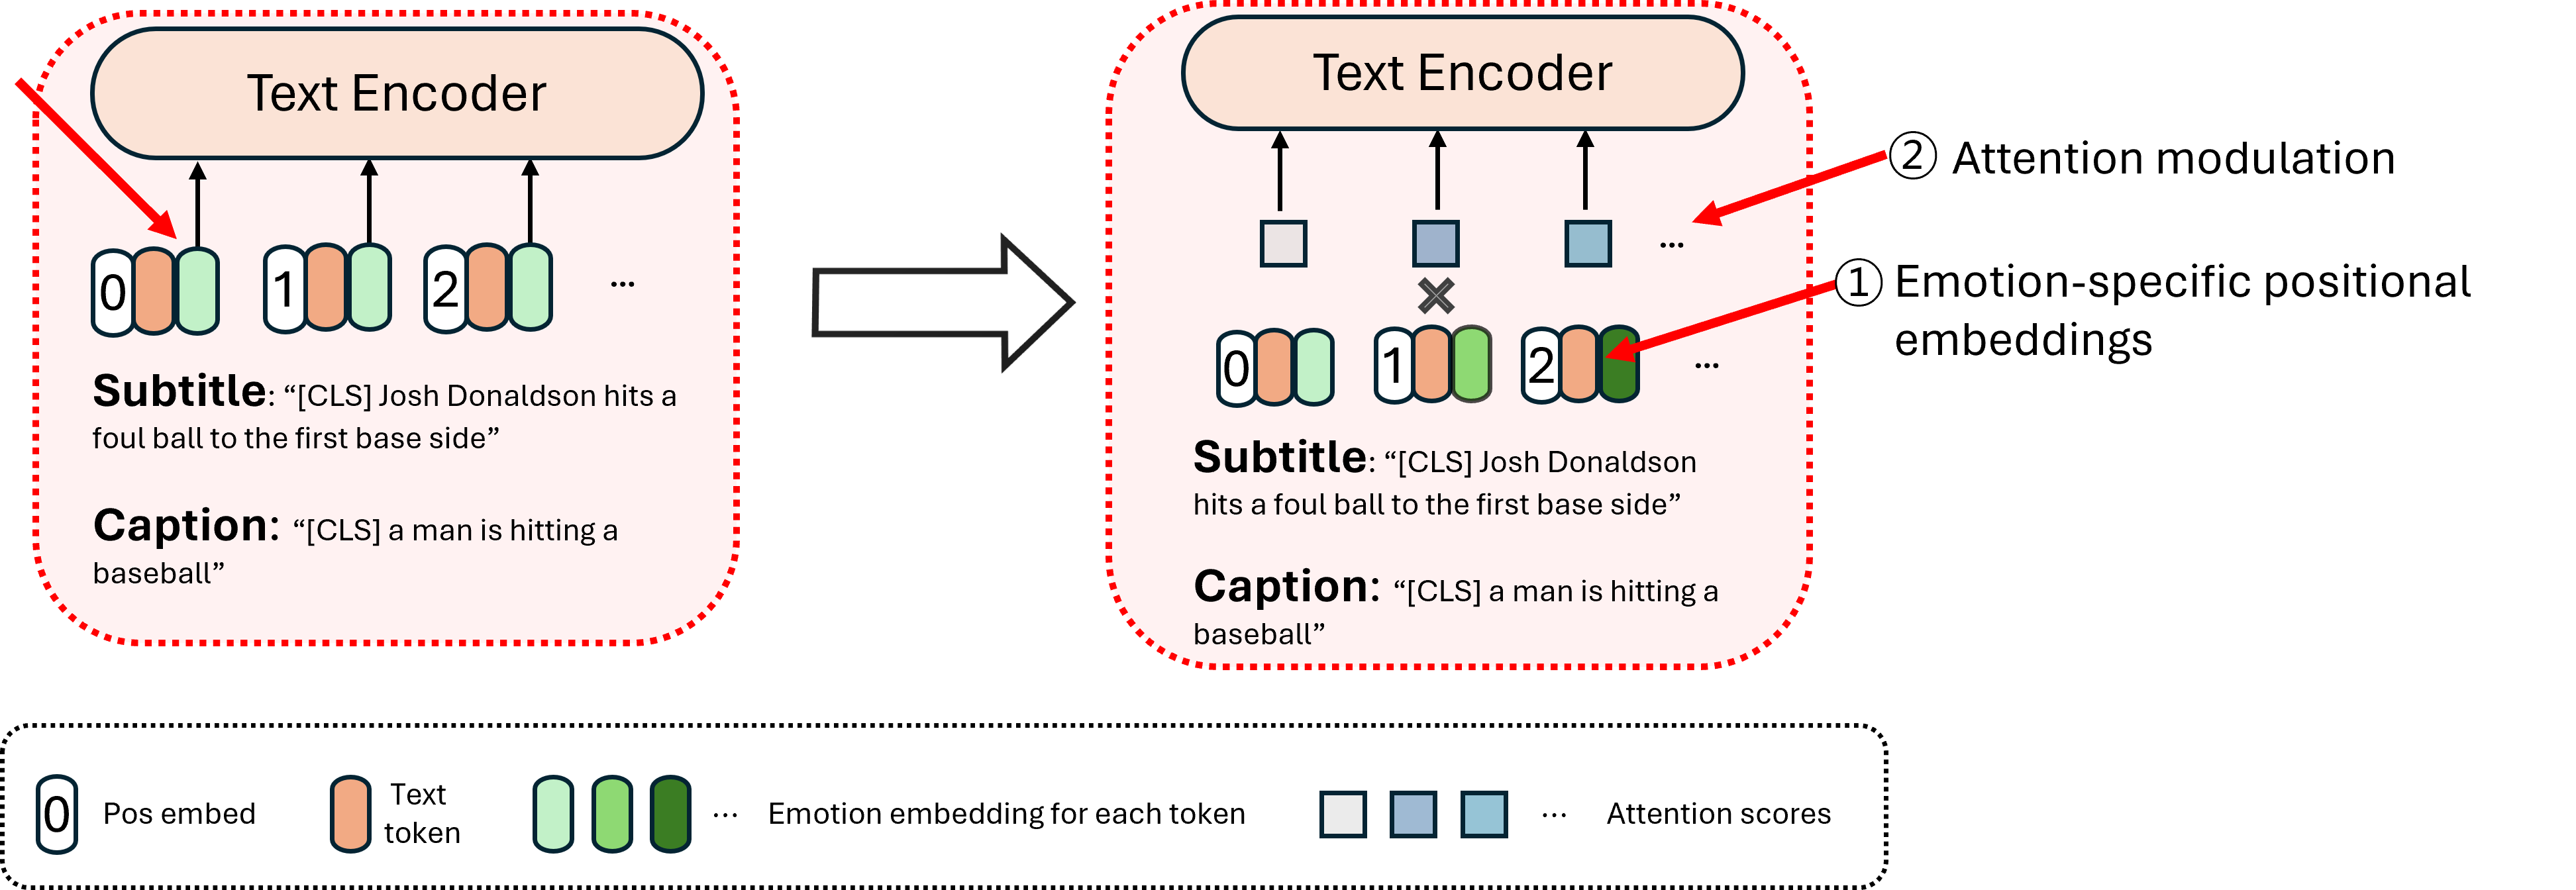 Text Encoder
0 1 2 ...
Subtitle: “[CLS] Josh Donaldson hits a
foul ball to the first base side”
Caption: “[CLS] a man is hitting a
baseball”
Text Encoder
② Attention modulation
...
① Emotion-specific positional
embeddings
0 1 2 ...
Subtitle: “[CLS] Josh Donaldson
hits a foul ball to the first base side”
Caption: “[CLS] a man is hitting a
baseball”
0 Pos embed
Text
token
... Emotion embedding for each token
... Attention scores